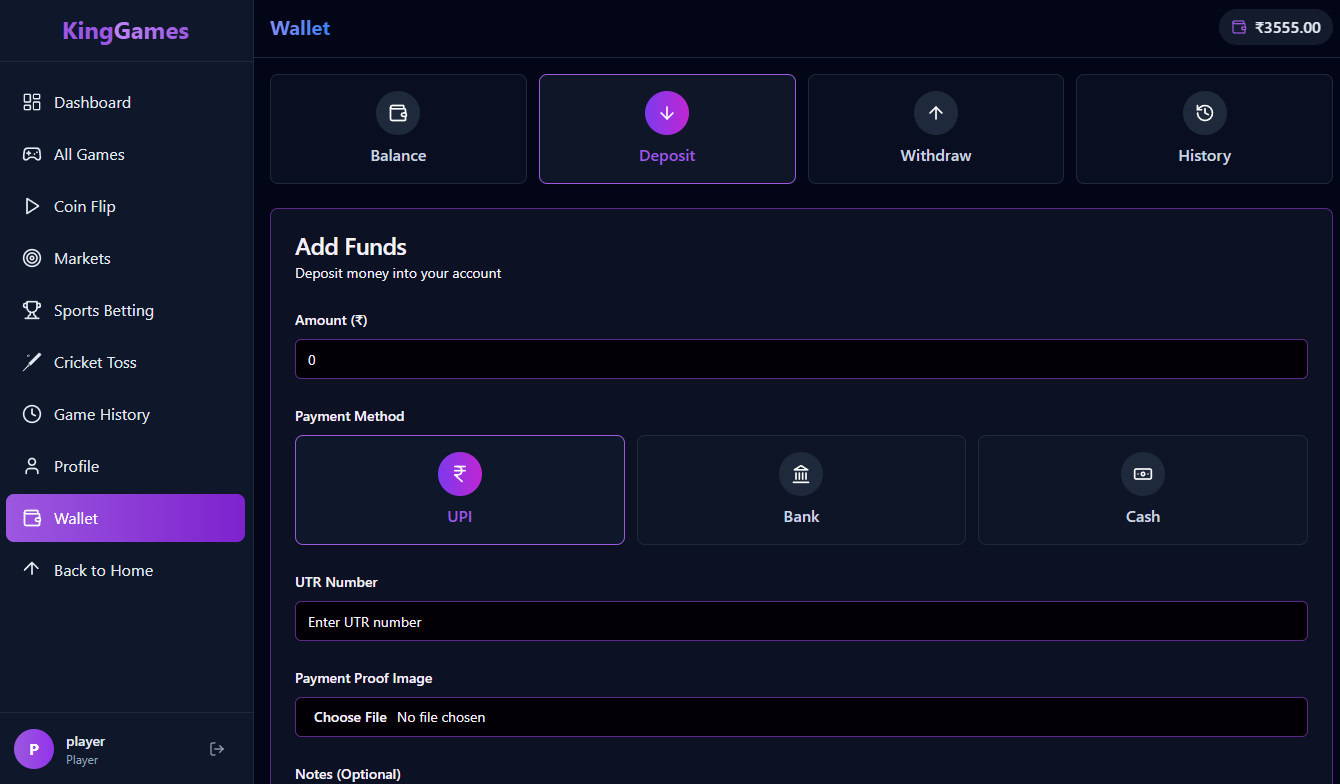 KingGames
Dashboard
All Games
Coin Flip
Markets
Sports Betting
Cricket Toss
Game History
Profile
Wallet
Back to Home
P
player
Player
Wallet
₹3555.00
Balance
Deposit
Withdraw
History
Add Funds
Deposit money into your account
Amount (₹)
0
Payment Method
₹
UPI
Bank
Cash
UTR Number
Enter UTR number
Payment Proof Image
Choose File No file chosen
Notes (Optional)